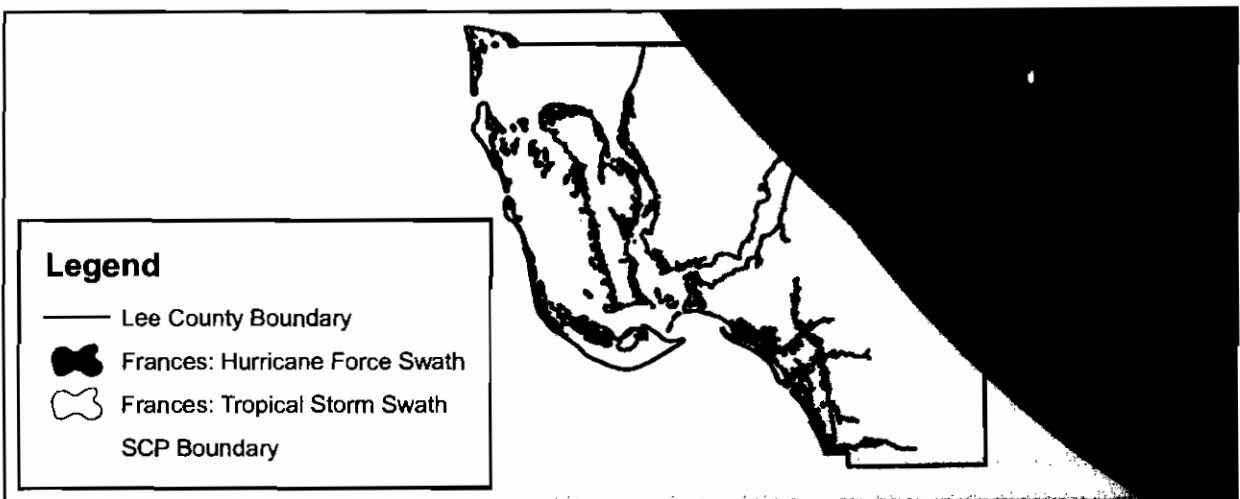 Legend
Lee County Boundary
Frances: Hurricane Force Swath
Frances: Tropical Storm Swath
SCP Boundary